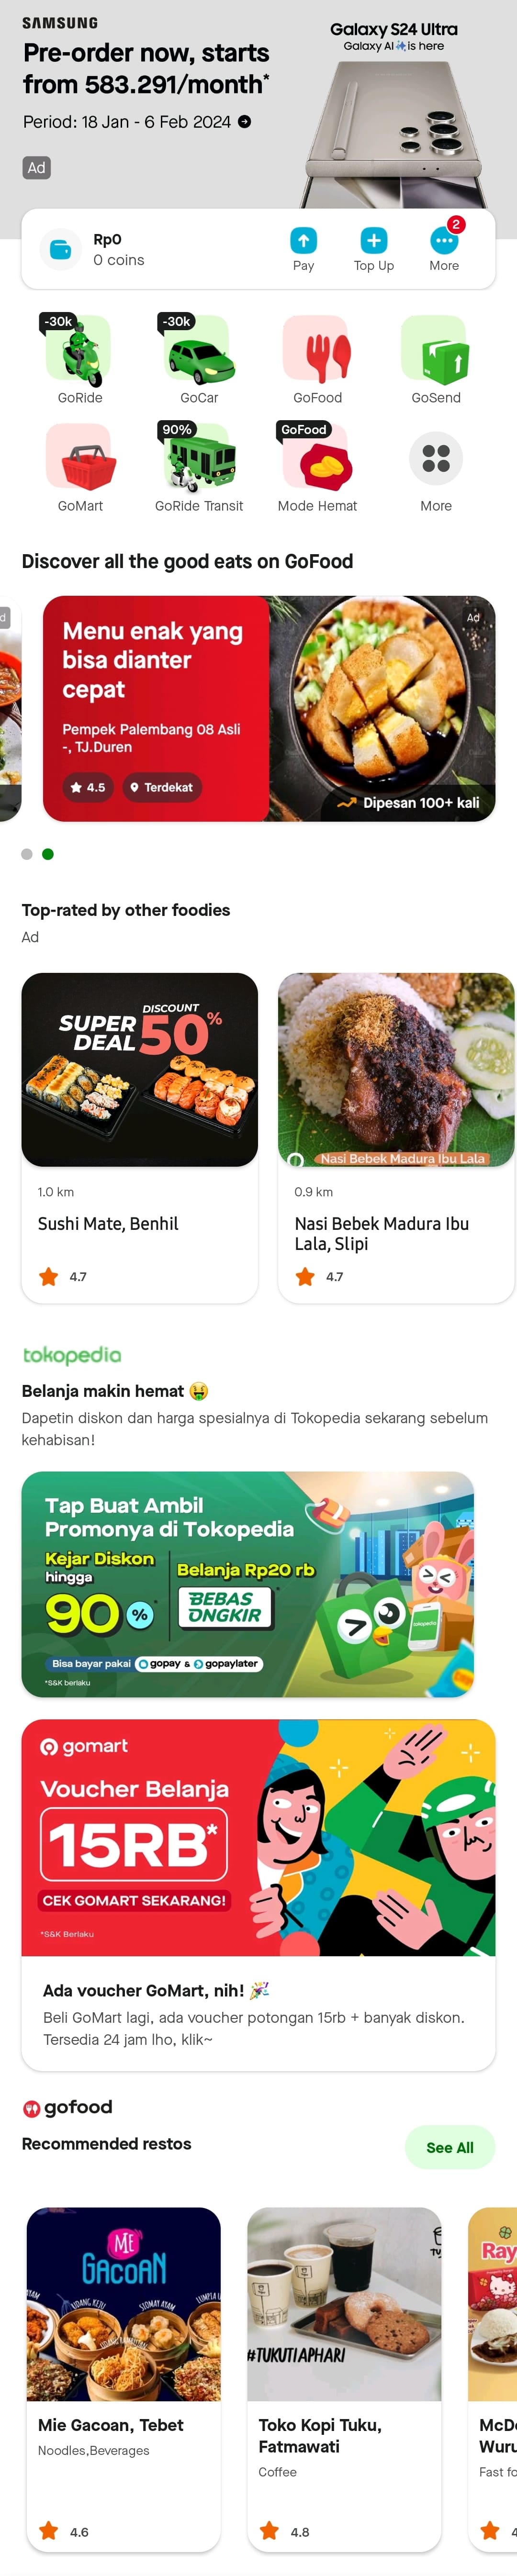 SAMSUNG
Pre-order now, starts
from 583.291/month*
Period: 18 Jan - 6 Feb 2024
Ad
Galaxy S24 Ultra
Galaxy AI is here
Rp0
0 coins
Pay
Top Up
2
More
-30k
GoRide
-30k
GoCar
GoFood
GoSend
GoMart
90%
GoRide Transit
GoFood
Mode Hemat
More
Discover all the good eats on GoFood
Menu enak yang
bisa dianter
cepat
Pempek Palembang 08 Asli
-, TJ.Duren
4.5
Terdekat
Ad
Dipesan 100+ kali
Top-rated by other foodies
Ad
SUPER
DEAL
DISCOUNT
50%
1.0 km
Sushi Mate, Benhil
4.7
Nasi Bebek Madura Ibu Lala
0.9 km
Nasi Bebek Madura Ibu
Lala, Slipi
4.7
tokopedia
Belanja makin hemat 🤑
Dapetin diskon dan harga spesialnya di Tokopedia sekarang sebelum
kehabisan!
Tap Buat Ambil
Promonya di Tokopedia
Kejar Diskon
hingga
90%*
Belanja Rp20 rb
BEBAS
ONGKIR*
Bisa bayar pakai gopay & gopaylater
*S&K berlaku
tokopedia
gomart
Voucher Belanja
15RB*
CEK GOMART SEKARANG!
*S&K Berlaku
Ada voucher GoMart, nih! 🎉
Beli GoMart lagi, ada voucher potongan 15rb + banyak diskon.
Tersedia 24 jam lho, klik~
gofood
Recommended restos
See All
MIE
GACOAN
UDANG KEJU
SIOMAY AYAM
Mie Gacoan, Tebet
Noodles,Beverages
4.6
#TUKUTIAPHARI
Toko Kopi Tuku,
Fatmawati
Coffee
4.8
Ray
McD
Wuru
Fast fo
4